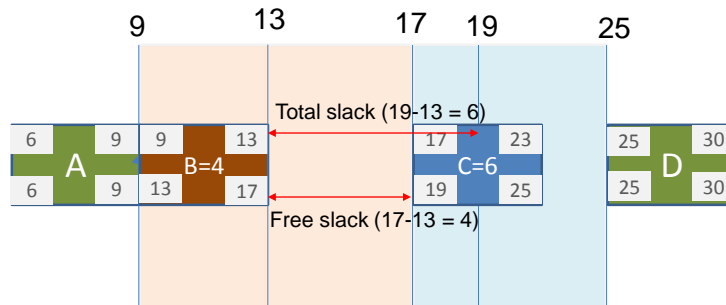 9
13
17
19
25
Total slack (19-13 = 6)
6 9 9 13 17 23 25 30
A B=4 C=6 D
6 9 13 17 19 25 25 30
Free slack (17-13 = 4)